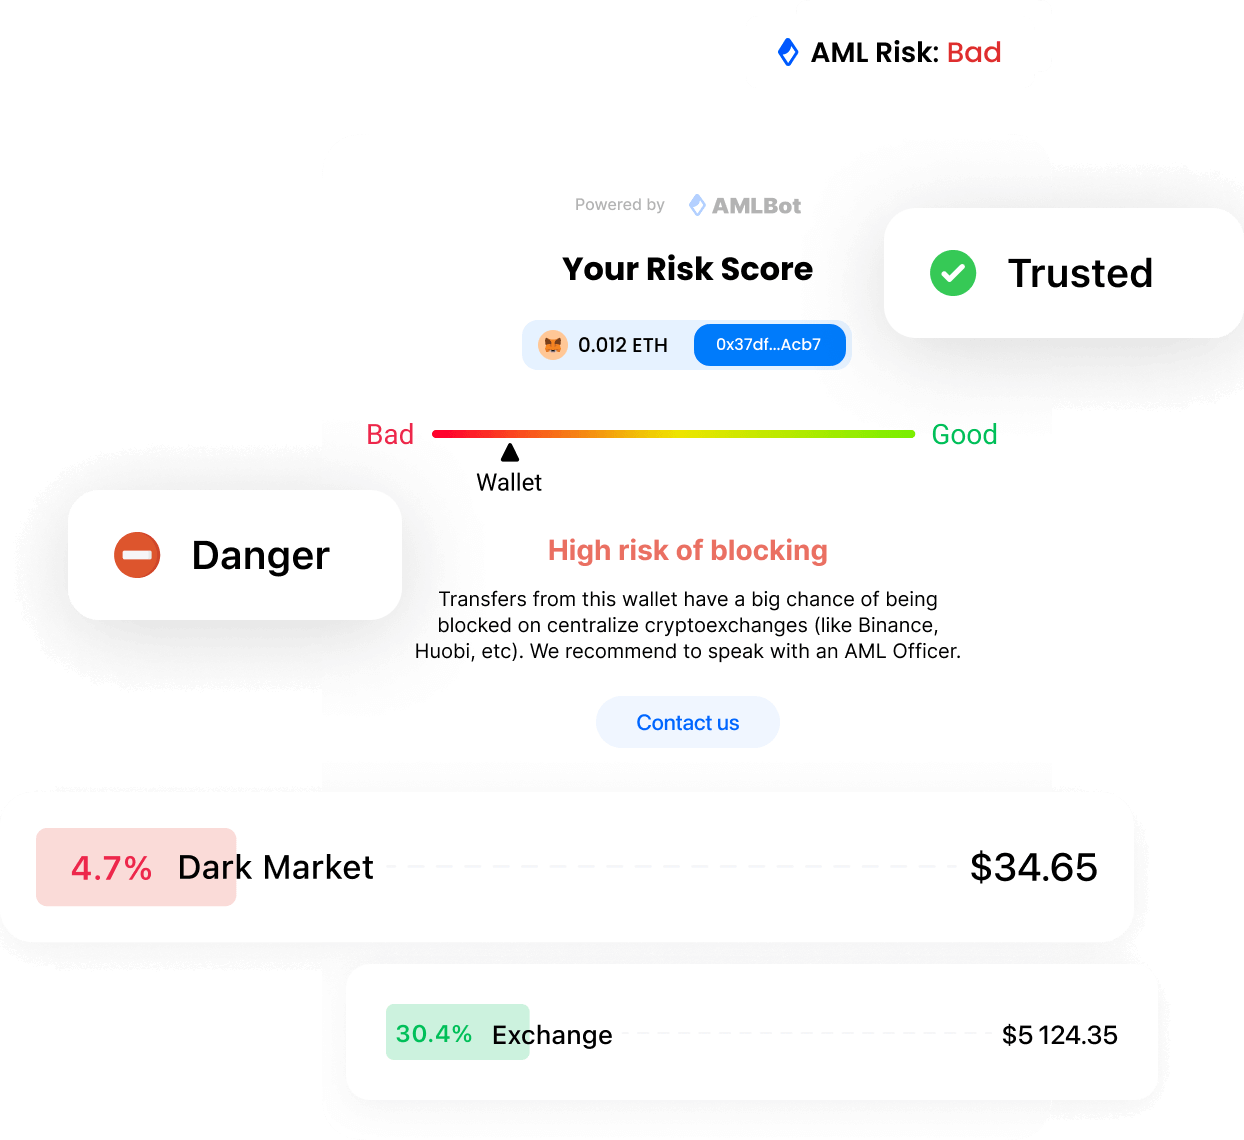 AML Risk: Bad
Powered by AMLBot
Your Risk Score
Trusted
0.012 ETH 0x37df...Acb7
Bad Good
Wallet
Danger
High risk of blocking
Transfers from this wallet have a big chance of being
blocked on centralize cryptoexchanges (like Binance,
Huobi, etc). We recommend to speak with an AML Officer.
Contact us
4.7% Dark Market $34.65
30.4% Exchange $5 124.35